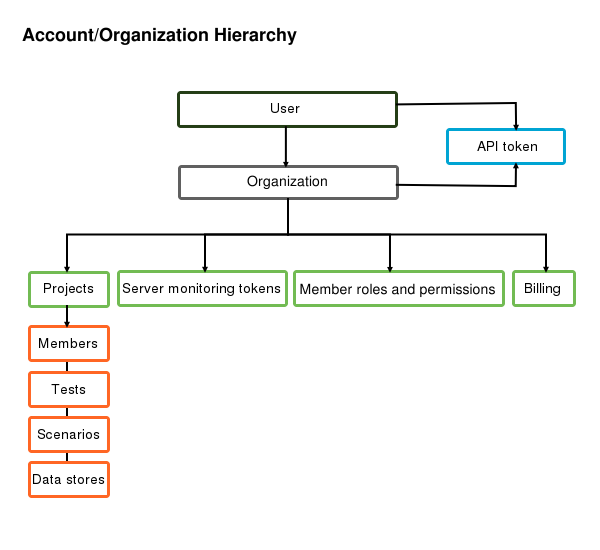 Account/Organization Hierarchy
User
API token
Organization
Projects
Server monitoring tokens
Member roles and permissions
Billing
Members
Tests
Scenarios
Data stores